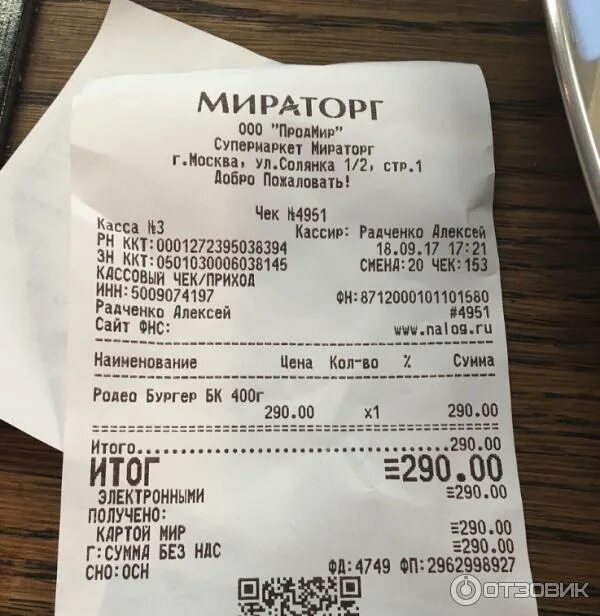 МИРАТОРГ
ООО "ПродМир"
Супермаркет Мираторг
г.Москва, ул.Солянка 1/2, стр.1
Добро Пожаловать!
Чек №4951
Касса №3 Кассир: Радченко Алексей
РН ККТ:0001272395038394 18.09.17 17:21
ЗН ККТ:0501030006038145 СМЕНА:20 ЧЕК:153
КАССОВЫЙ ЧЕК/ПРИХОД
ИНН:5009074197 ФН:8712000101101580
Радченко Алексей #4951
Сайт ФНС: www.nalog.ru
Наименование Цена Кол-во % Сумма
Родео Бургер БК 400г
290.00 x1 290.00
Итого................................290.00
ИТОГ ≡290.00
ЭЛЕКТРОННЫМИ ≡290.00
ПОЛУЧЕНО:
КАРТОЙ МИР ≡290.00
Г:СУММА БЕЗ НДС ≡290.00
СНО:ОСН ФД:4749 ФП:2962998927
ОТЗОВИК